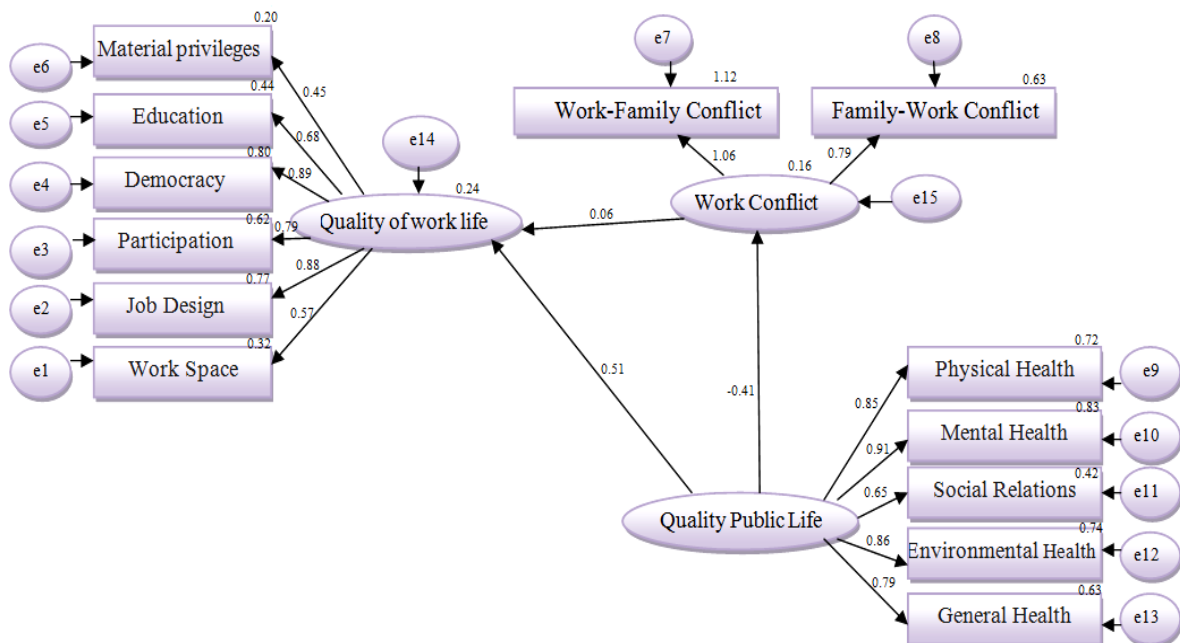 0.20
Material privileges
e6
0.45
0.44
Education
e5
0.68
0.80
Democracy
e4
0.89
0.62
Participation
e3
0.79
0.77
Job Design
e2
0.88
0.32
Work Space
e1
0.57
e14
0.24
Quality of work life
e7
1.12
Work-Family Conflict
e8
0.63
Family-Work Conflict
1.06
0.16
0.79
Work Conflict
e15
0.06
0.51
-0.41
Quality Public Life
0.72
Physical Health
e9
0.85
0.83
Mental Health
e10
0.91
0.42
Social Relations
e11
0.65
0.74
Environmental Health
e12
0.86
0.63
General Health
e13
0.79